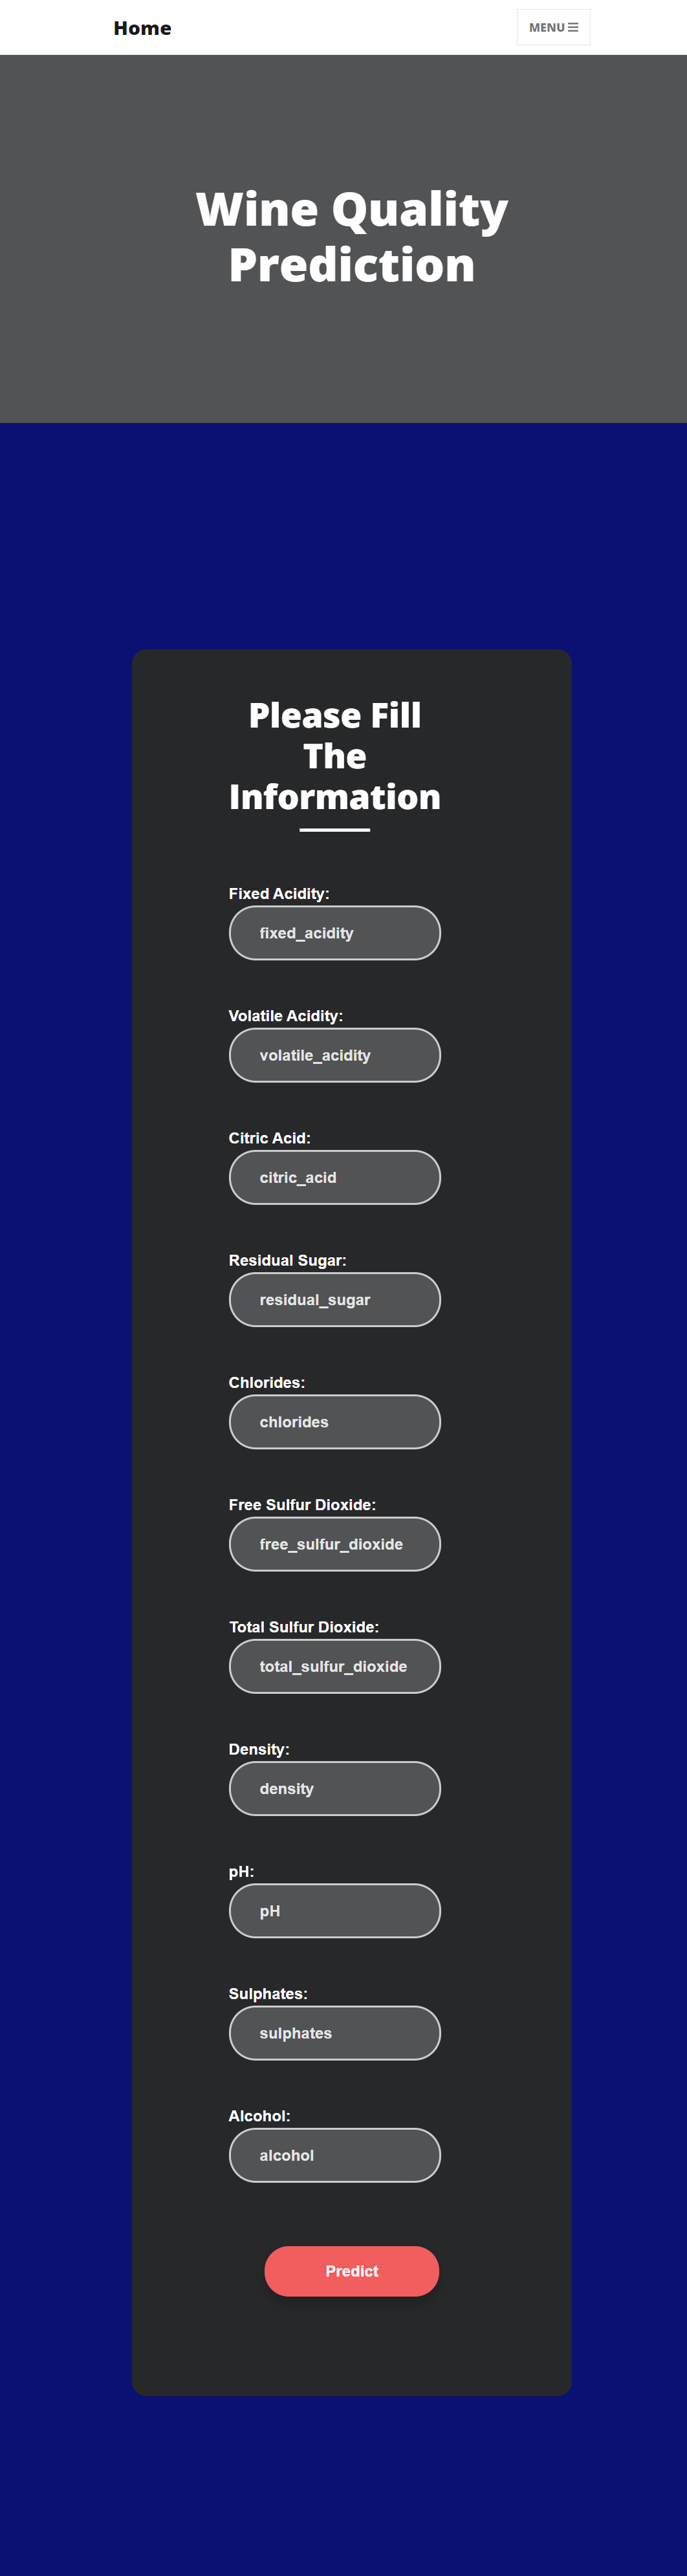 Home
MENU
Wine Quality
Prediction
Please Fill
The
Information
Fixed Acidity:
fixed_acidity
Volatile Acidity:
volatile_acidity
Citric Acid:
citric_acid
Residual Sugar:
residual_sugar
Chlorides:
chlorides
Free Sulfur Dioxide:
free_sulfur_dioxide
Total Sulfur Dioxide:
total_sulfur_dioxide
Density:
density
pH:
pH
Sulphates:
sulphates
Alcohol:
alcohol
Predict